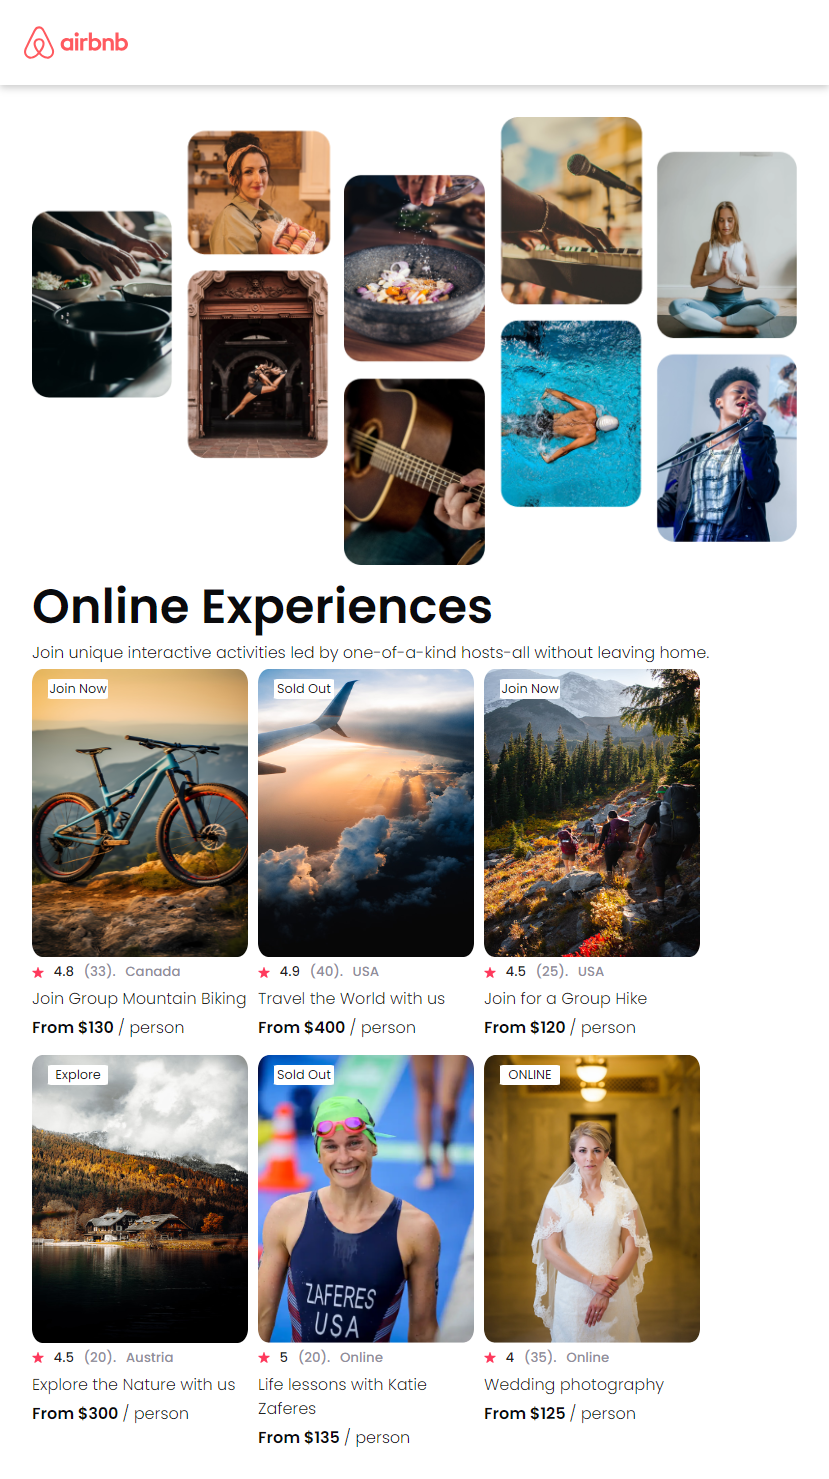 airbnb
Online Experiences
Join unique interactive activities led by one-of-a-kind hosts-all without leaving home.
Join Now
4.8 (33). Canada
Join Group Mountain Biking
From $130 / person
Sold Out
4.9 (40). USA
Travel the World with us
From $400 / person
Join Now
4.5 (25). USA
Join for a Group Hike
From $120 / person
Explore
4.5 (20). Austria
Explore the Nature with us
From $300 / person
Sold Out
ZAFERES
USA
5 (20). Online
Life lessons with Katie
Zaferes
From $135 / person
ONLINE
4 (35). Online
Wedding photography
From $125 / person